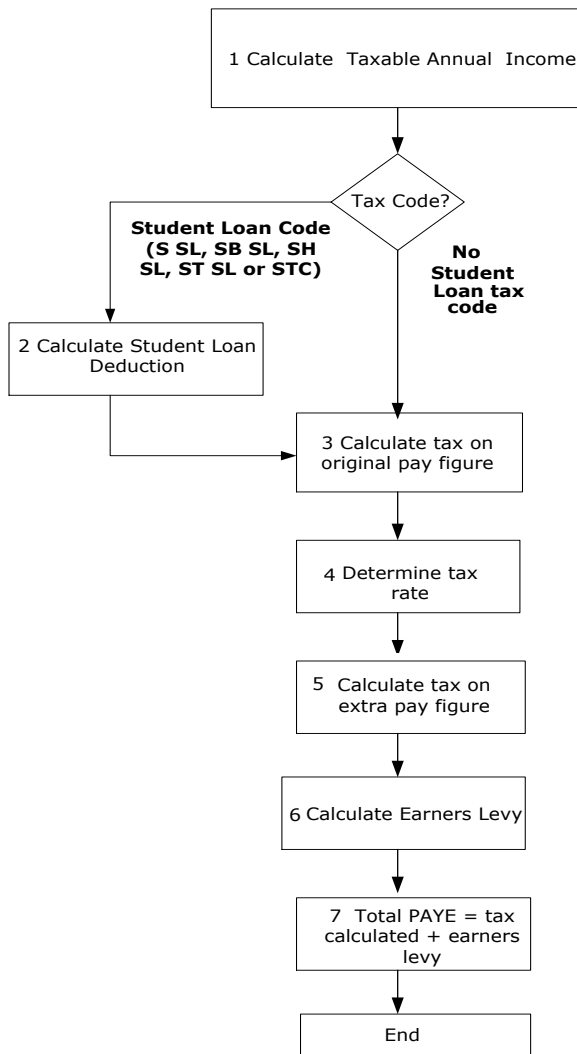 1 Calculate Taxable Annual Income
Tax Code?
Student Loan Code
(S SL, SB SL, SH
SL, ST SL or STC)
No
Student
Loan tax
code
2 Calculate Student Loan
Deduction
3 Calculate tax on
original pay figure
4 Determine tax
rate
5 Calculate tax on
extra pay figure
6 Calculate Earners Levy
7 Total PAYE = tax
calculated + earners
levy
End